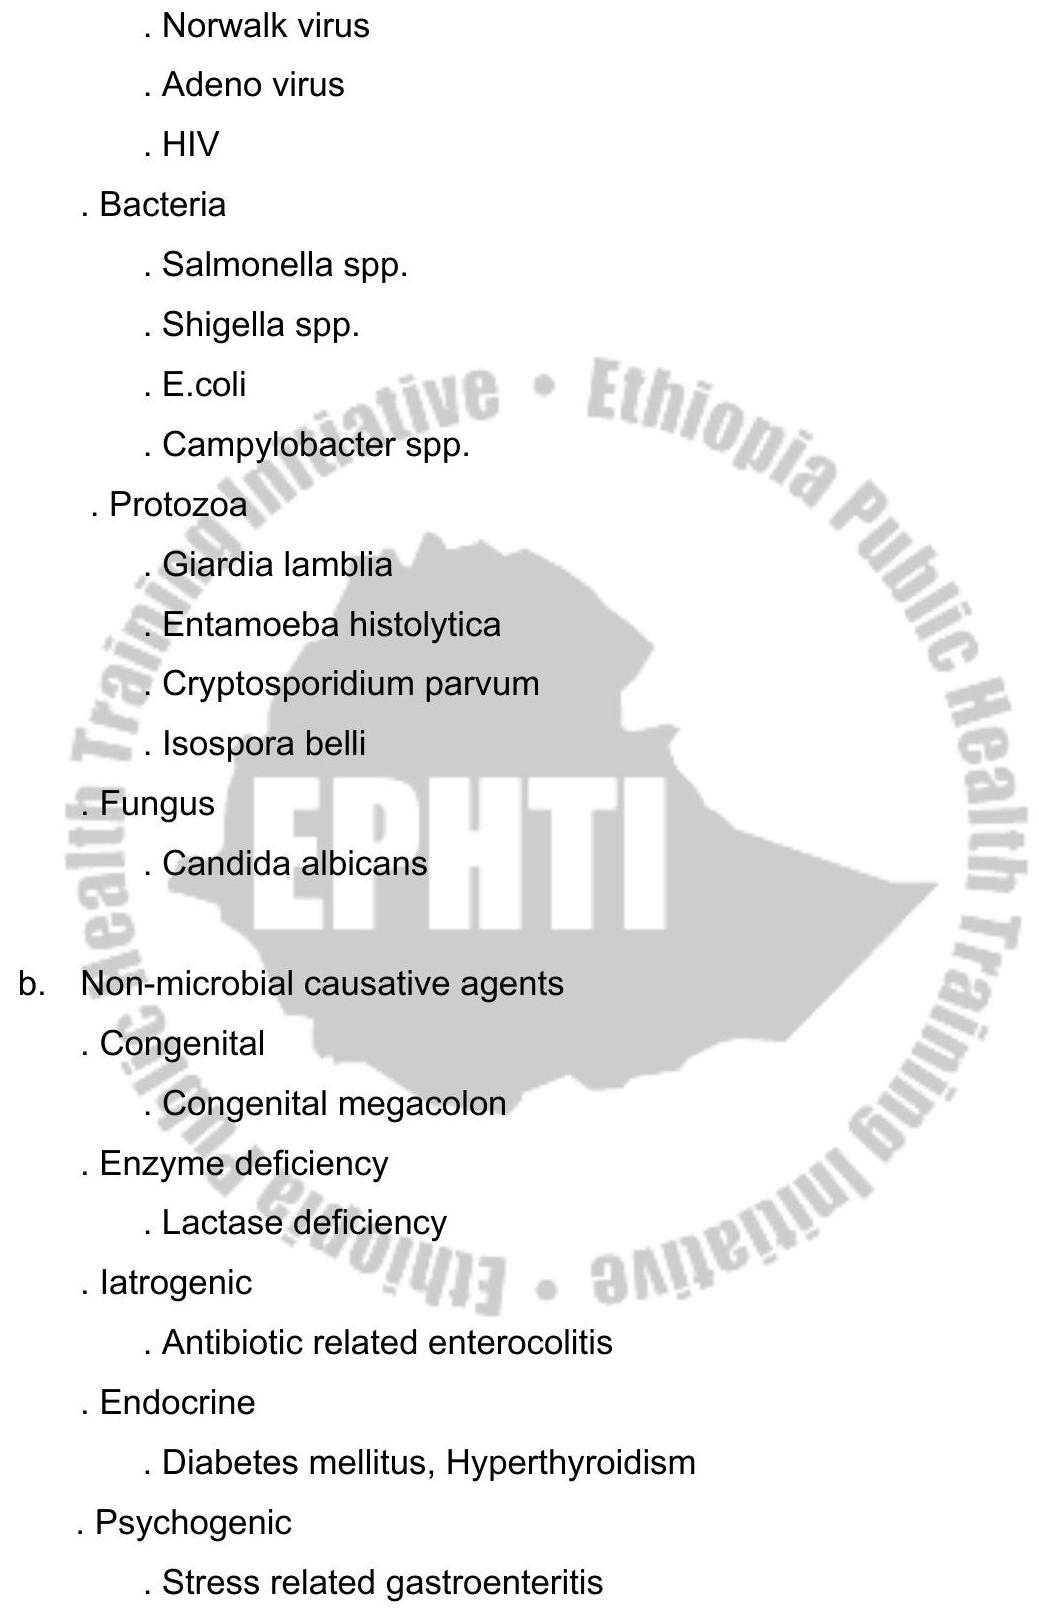 . Norwalk virus
. Adeno virus
. HIV
. Bacteria
. Salmonella spp.
. Shigella spp.
. E.coli
. Campylobacter spp.
. Protozoa
. Giardia lamblia
. Entamoeba histolytica
. Cryptosporidium parvum
. Isospora belli
. Fungus
. Candida albicans
b. Non-microbial causative agents
. Congenital
. Congenital megacolon
. Enzyme deficiency
. Lactase deficiency
. Iatrogenic
. Antibiotic related enterocolitis
. Endocrine
. Diabetes mellitus, Hyperthyroidism
. Psychogenic
. Stress related gastroenteritis
Ethiopia Public Health Training Initiative • Ethiopia Public Health Training Initiative •
EPHTI